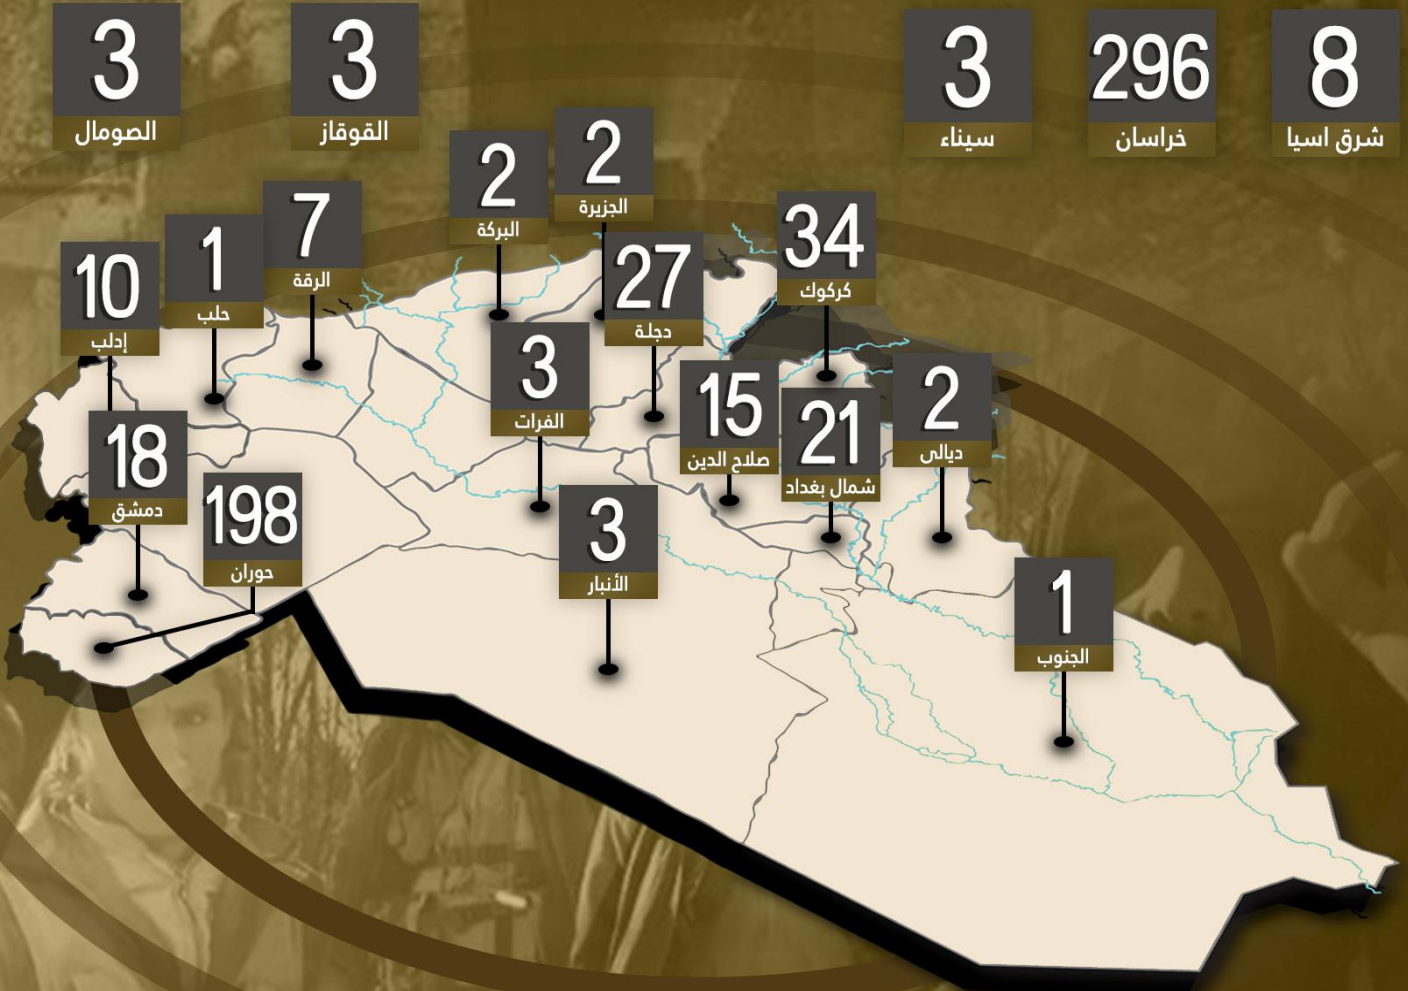 3
الصومال
3
القوقاز
3
سيناء
296
خراسان
8
شرق اسيا
2
الجزيرة
2
البركة
7
الرقة
1
حلب
10
إدلب
27
دجلة
34
كركوك
3
الفرات
15
صلاح الدين
21
شمال بغداد
2
ديالى
18
دمشق
198
حوران
3
الأنبار
1
الجنوب